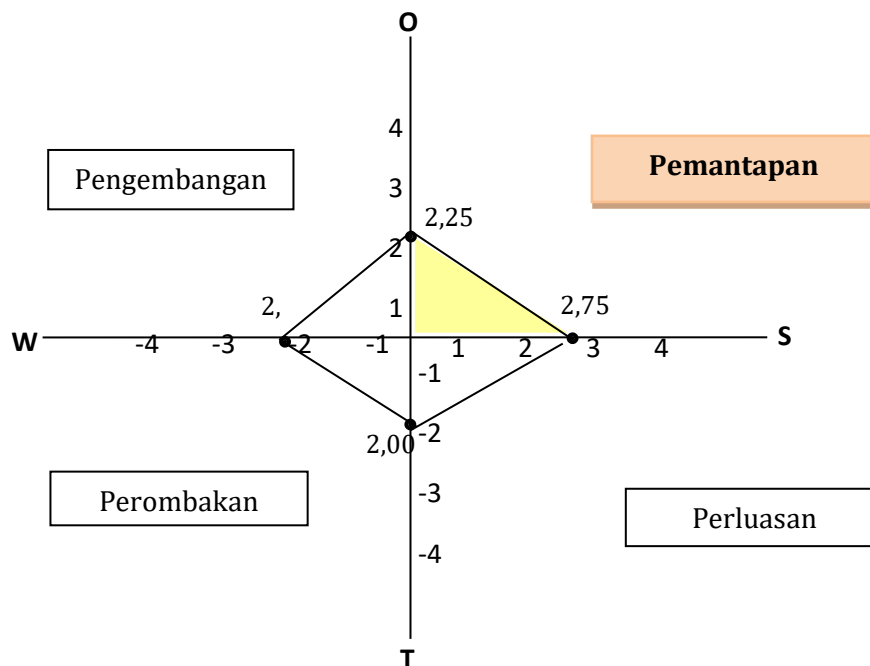 O
4
Pengembangan
Pemantapan
3
2,25
2
2,
1
2,75
W -4 -3 -2 -1 1 2 3 4 S
-1
2,00 -2
Perombakan
-3
Perluasan
-4
T